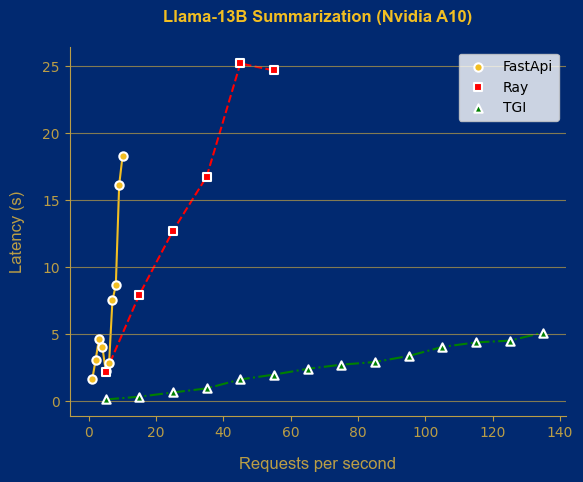 Llama-13B Summarization (Nvidia A10)
FastApi
Ray
TGI
Latency (s)
25
20
15
10
5
0
0 20 40 60 80 100 120 140
Requests per second